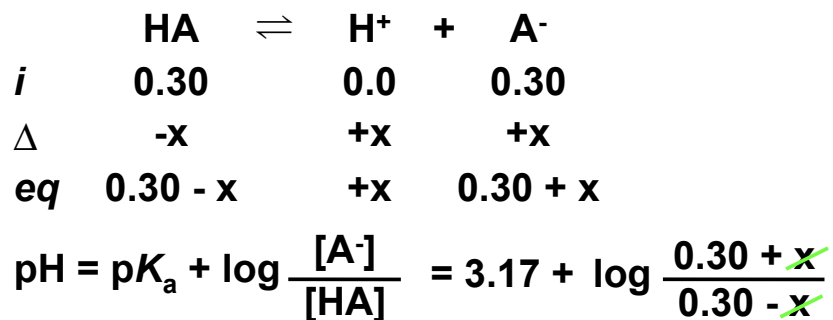 HA ⇌ H⁺ + A⁻
i 0.30 0.0 0.30
Δ -x +x +x
eq 0.30 - x +x 0.30 + x
pH = pKₐ + log [A⁻]/[HA] = 3.17 + log 0.30 + x/0.30 - x